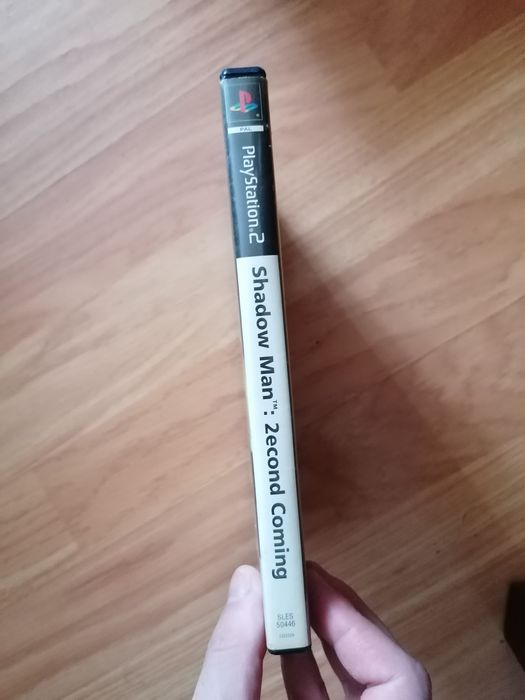 PAL
PlayStation.2
Shadow Man™: 2econd Coming
SLES
50446